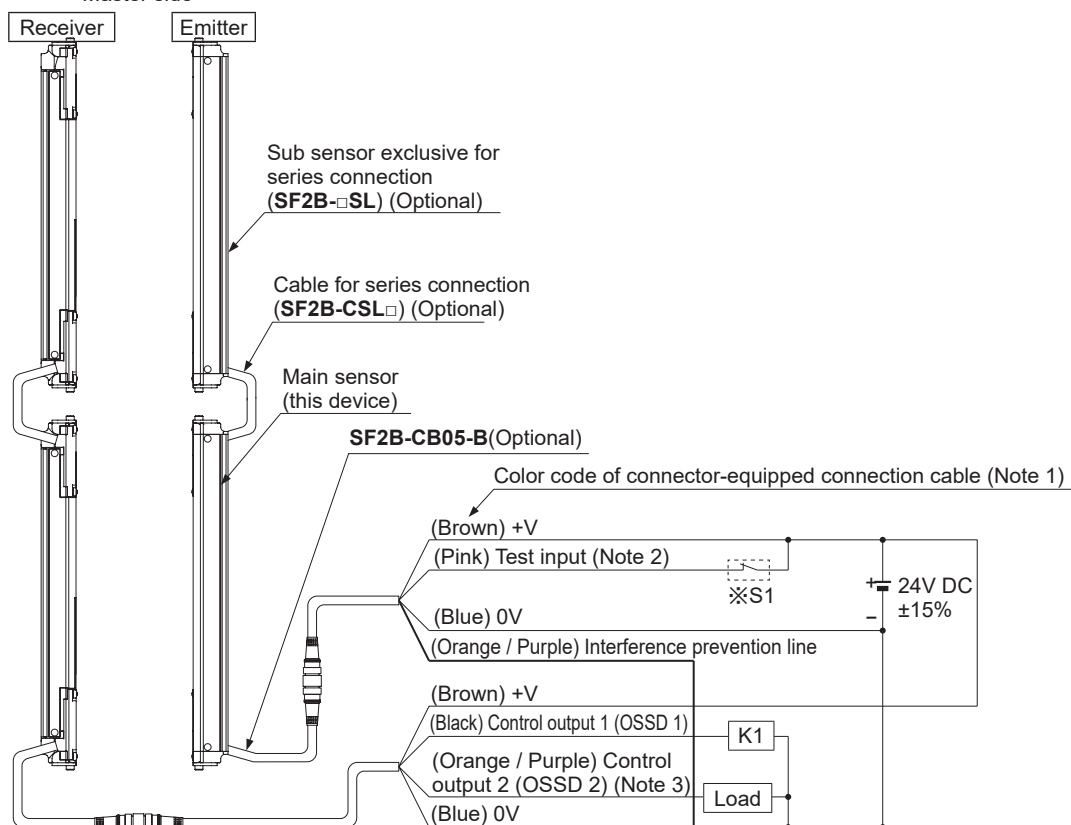 Receiver
Emitter
Sub sensor exclusive for
series connection
(SF2B-□SL) (Optional)
Cable for series connection
(SF2B-CSL□) (Optional)
Main sensor
(this device)
SF2B-CB05-B(Optional)
Color code of connector-equipped connection cable (Note 1)
(Brown) +V
(Pink) Test input (Note 2)
※S1
+
24V DC
±15%
−
(Blue) 0V
(Orange / Purple) Interference prevention line
(Brown) +V
(Black) Control output 1 (OSSD 1)
K1
(Orange / Purple) Control
output 2 (OSSD 2) (Note 3)
Load
(Blue) 0V